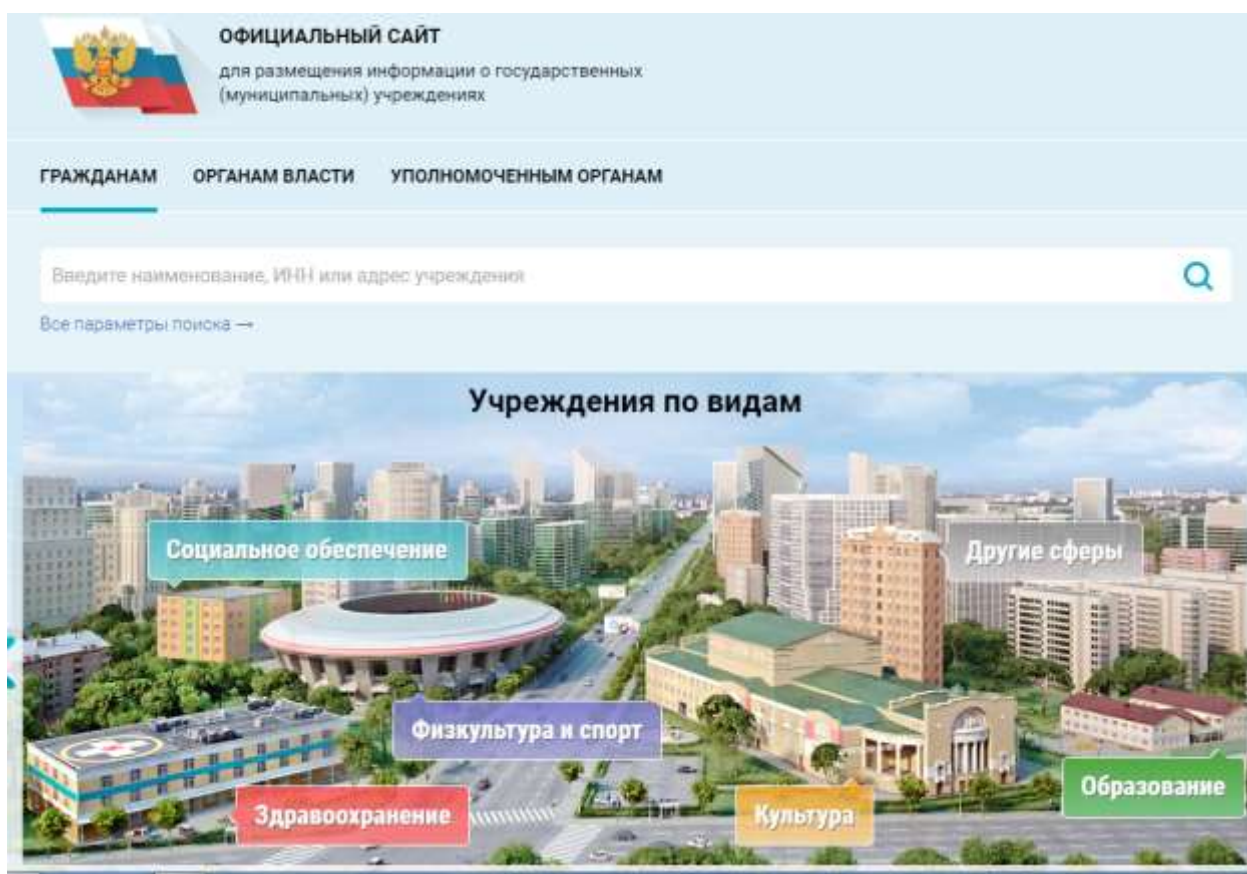 ОФИЦИАЛЬНЫЙ САЙТ
для размещения информации о государственных
(муниципальных) учреждениях
ГРАЖДАНАМ ОРГАНАМ ВЛАСТИ УПОЛНОМОЧЕННЫМ ОРГАНАМ
Введите наименование, ИНН или адрес учреждения
Все параметры поиска →
Учреждения по видам
Социальное обеспечение
Другие сферы
Физкультура и спорт
Образование
Здравоохранение
Культура